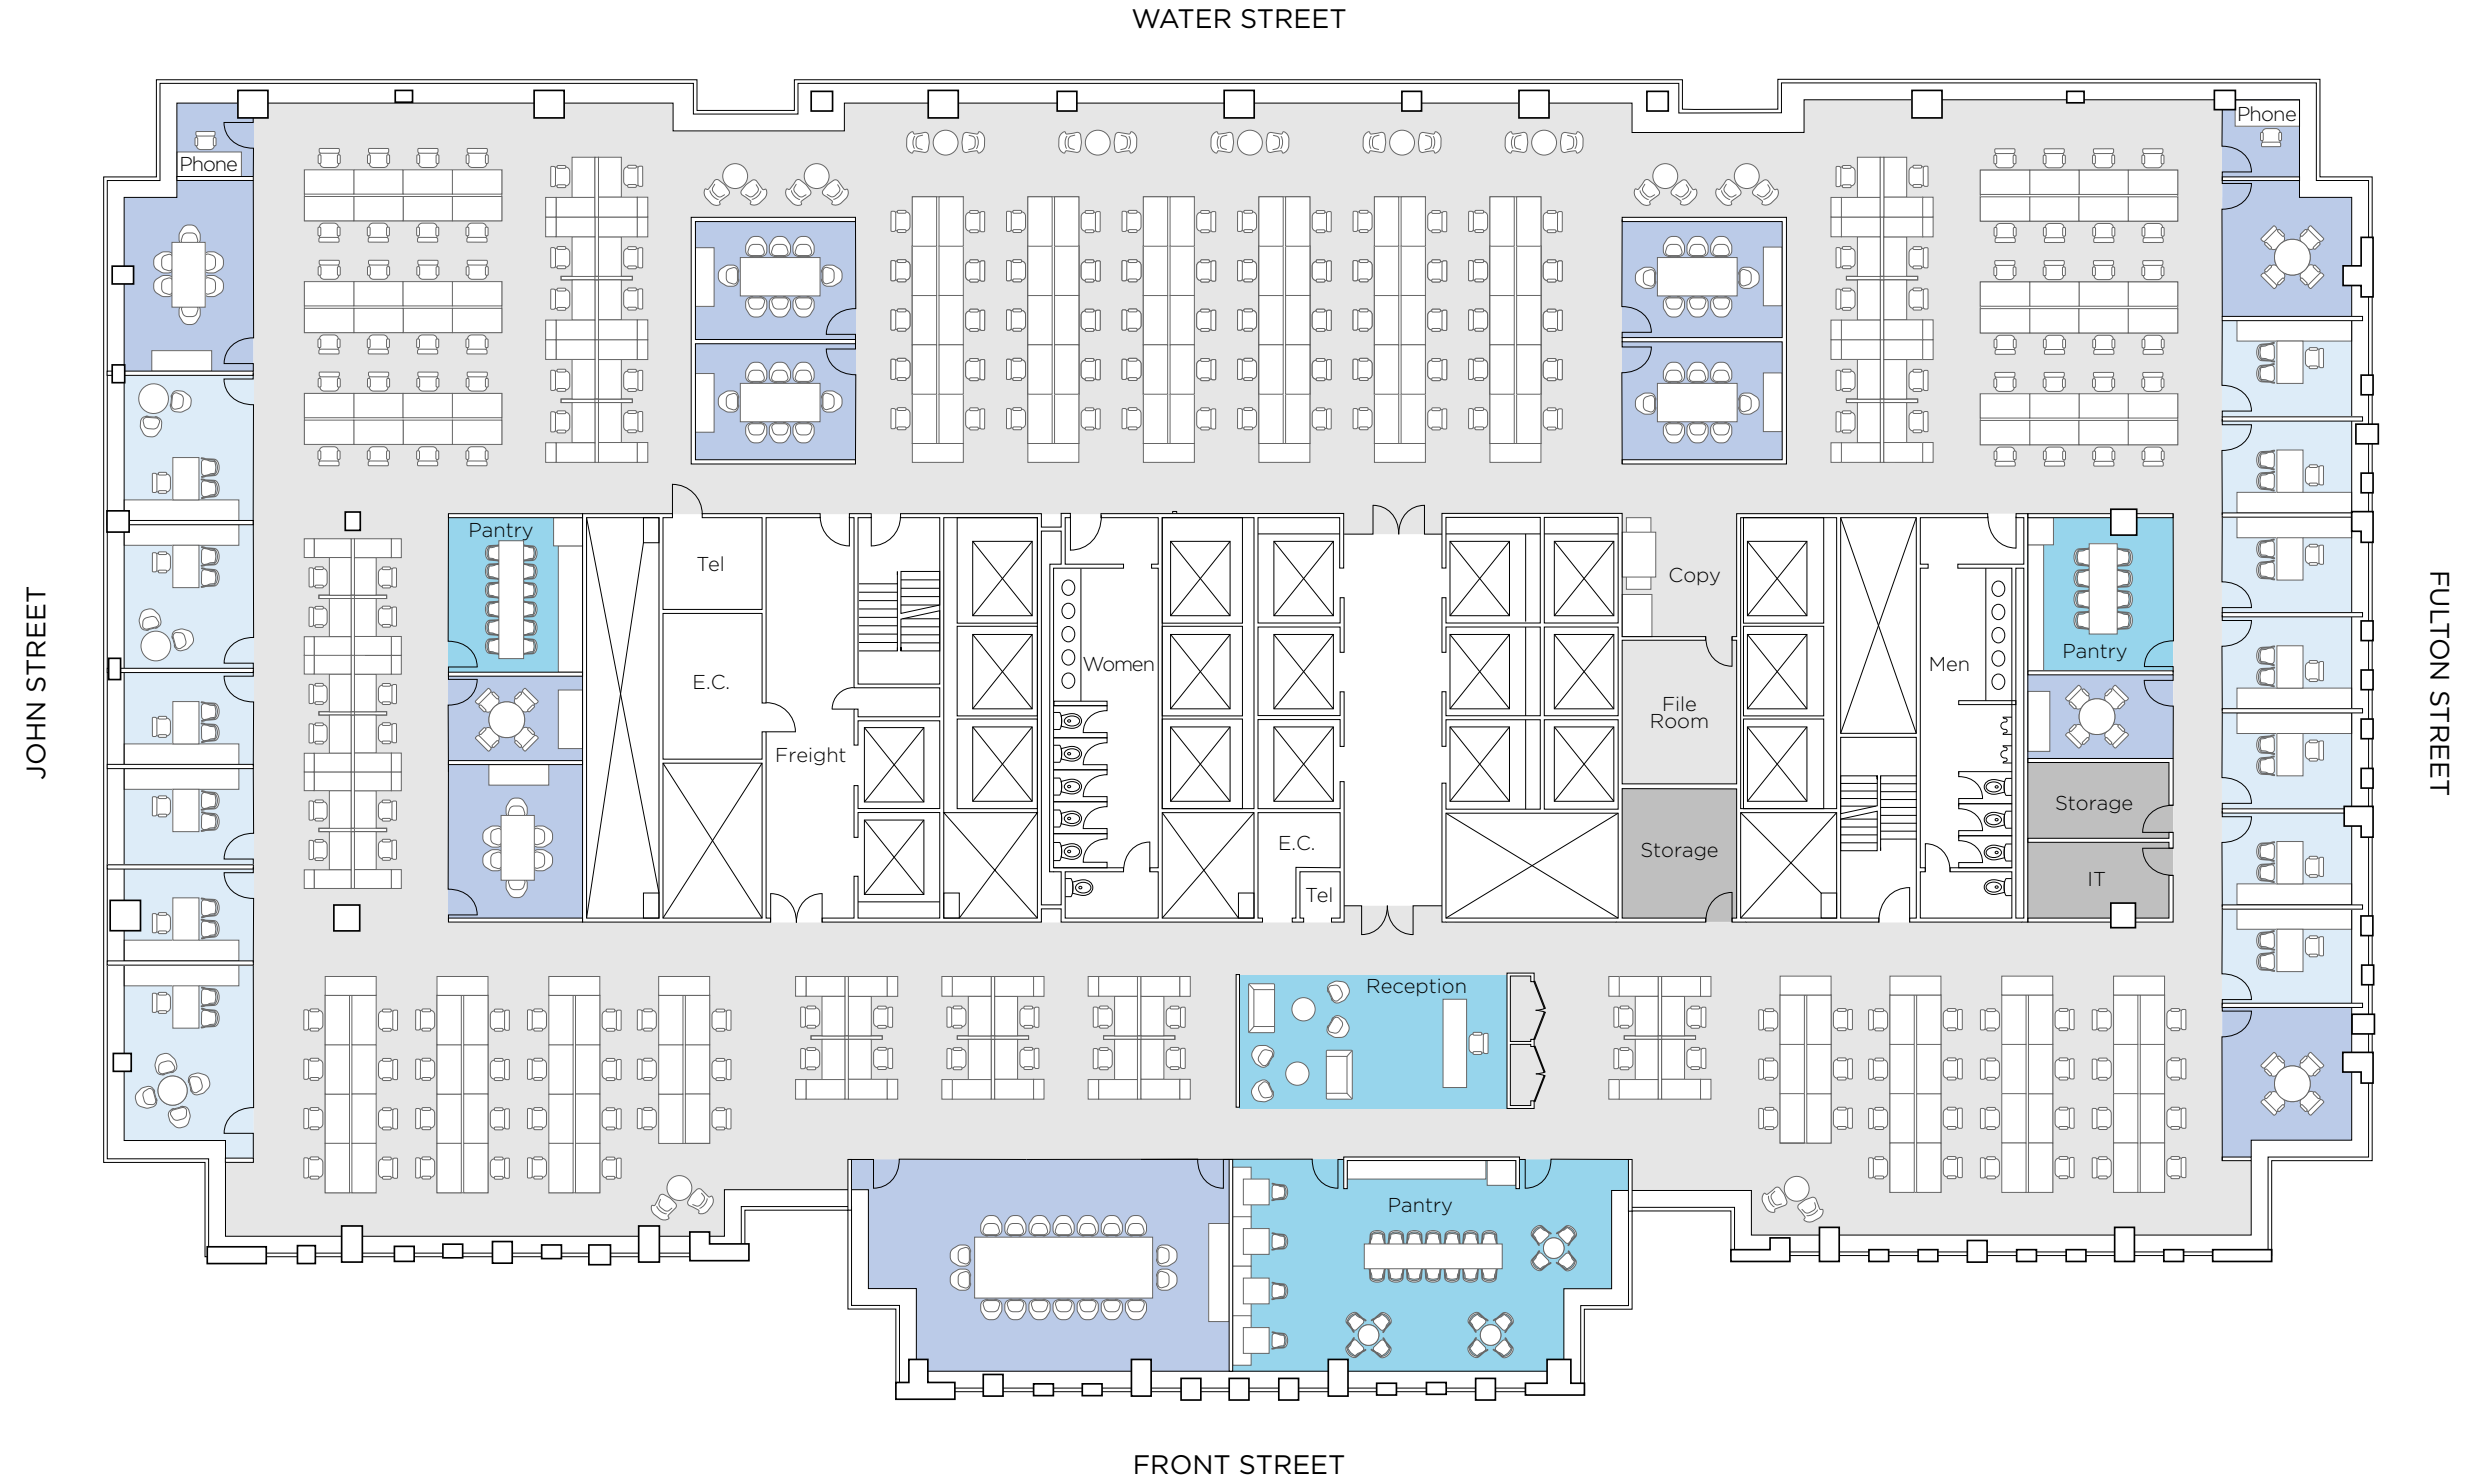 WATER STREET
Phone
Phone
JOHN STREET
FULTON STREET
Pantry
Tel
Copy
Women
Men
Pantry
E.C.
File
Room
Freight
Storage
E.C.
Storage
Tel
IT
Reception
Pantry
FRONT STREET